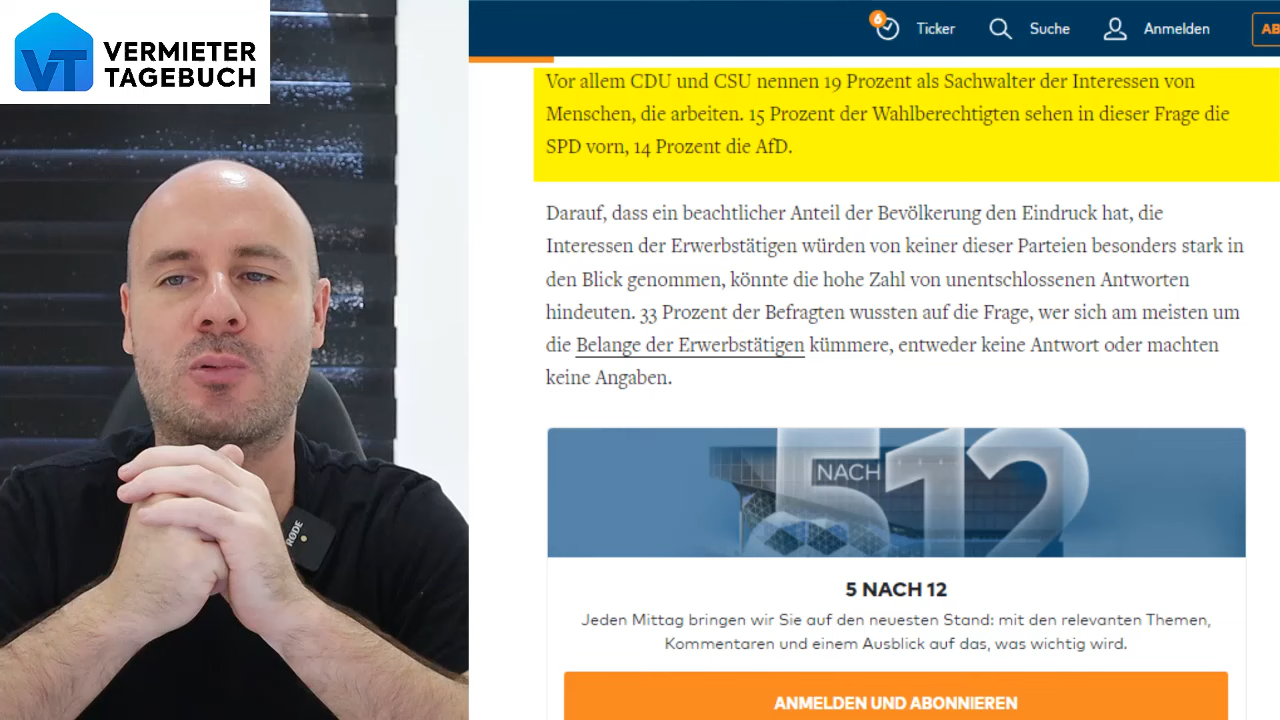 VT VERMIETER
TAGEBUCH
6
Ticker
Suche
Anmelden
AB
Vor allem CDU und CSU nennen 19 Prozent als Sachwalter der Interessen von
Menschen, die arbeiten. 15 Prozent der Wahlberechtigten sehen in dieser Frage die
SPD vorn, 14 Prozent die AfD.
Darauf, dass ein beachtlicher Anteil der Bevölkerung den Eindruck hat, die
Interessen der Erwerbstätigen würden von keiner dieser Parteien besonders stark in
den Blick genommen, könnte die hohe Zahl von unentschlossenen Antworten
hindeuten. 33 Prozent der Befragten wussten auf die Frage, wer sich am meisten um
die Belange der Erwerbstätigen kümmere, entweder keine Antwort oder machten
keine Angaben.
5 NACH 12
5 NACH 12
Jeden Mittag bringen wir Sie auf den neuesten Stand: mit den relevanten Themen,
Kommentaren und einem Ausblick auf das, was wichtig wird.
ANMELDEN UND ABONNIEREN
RØDE